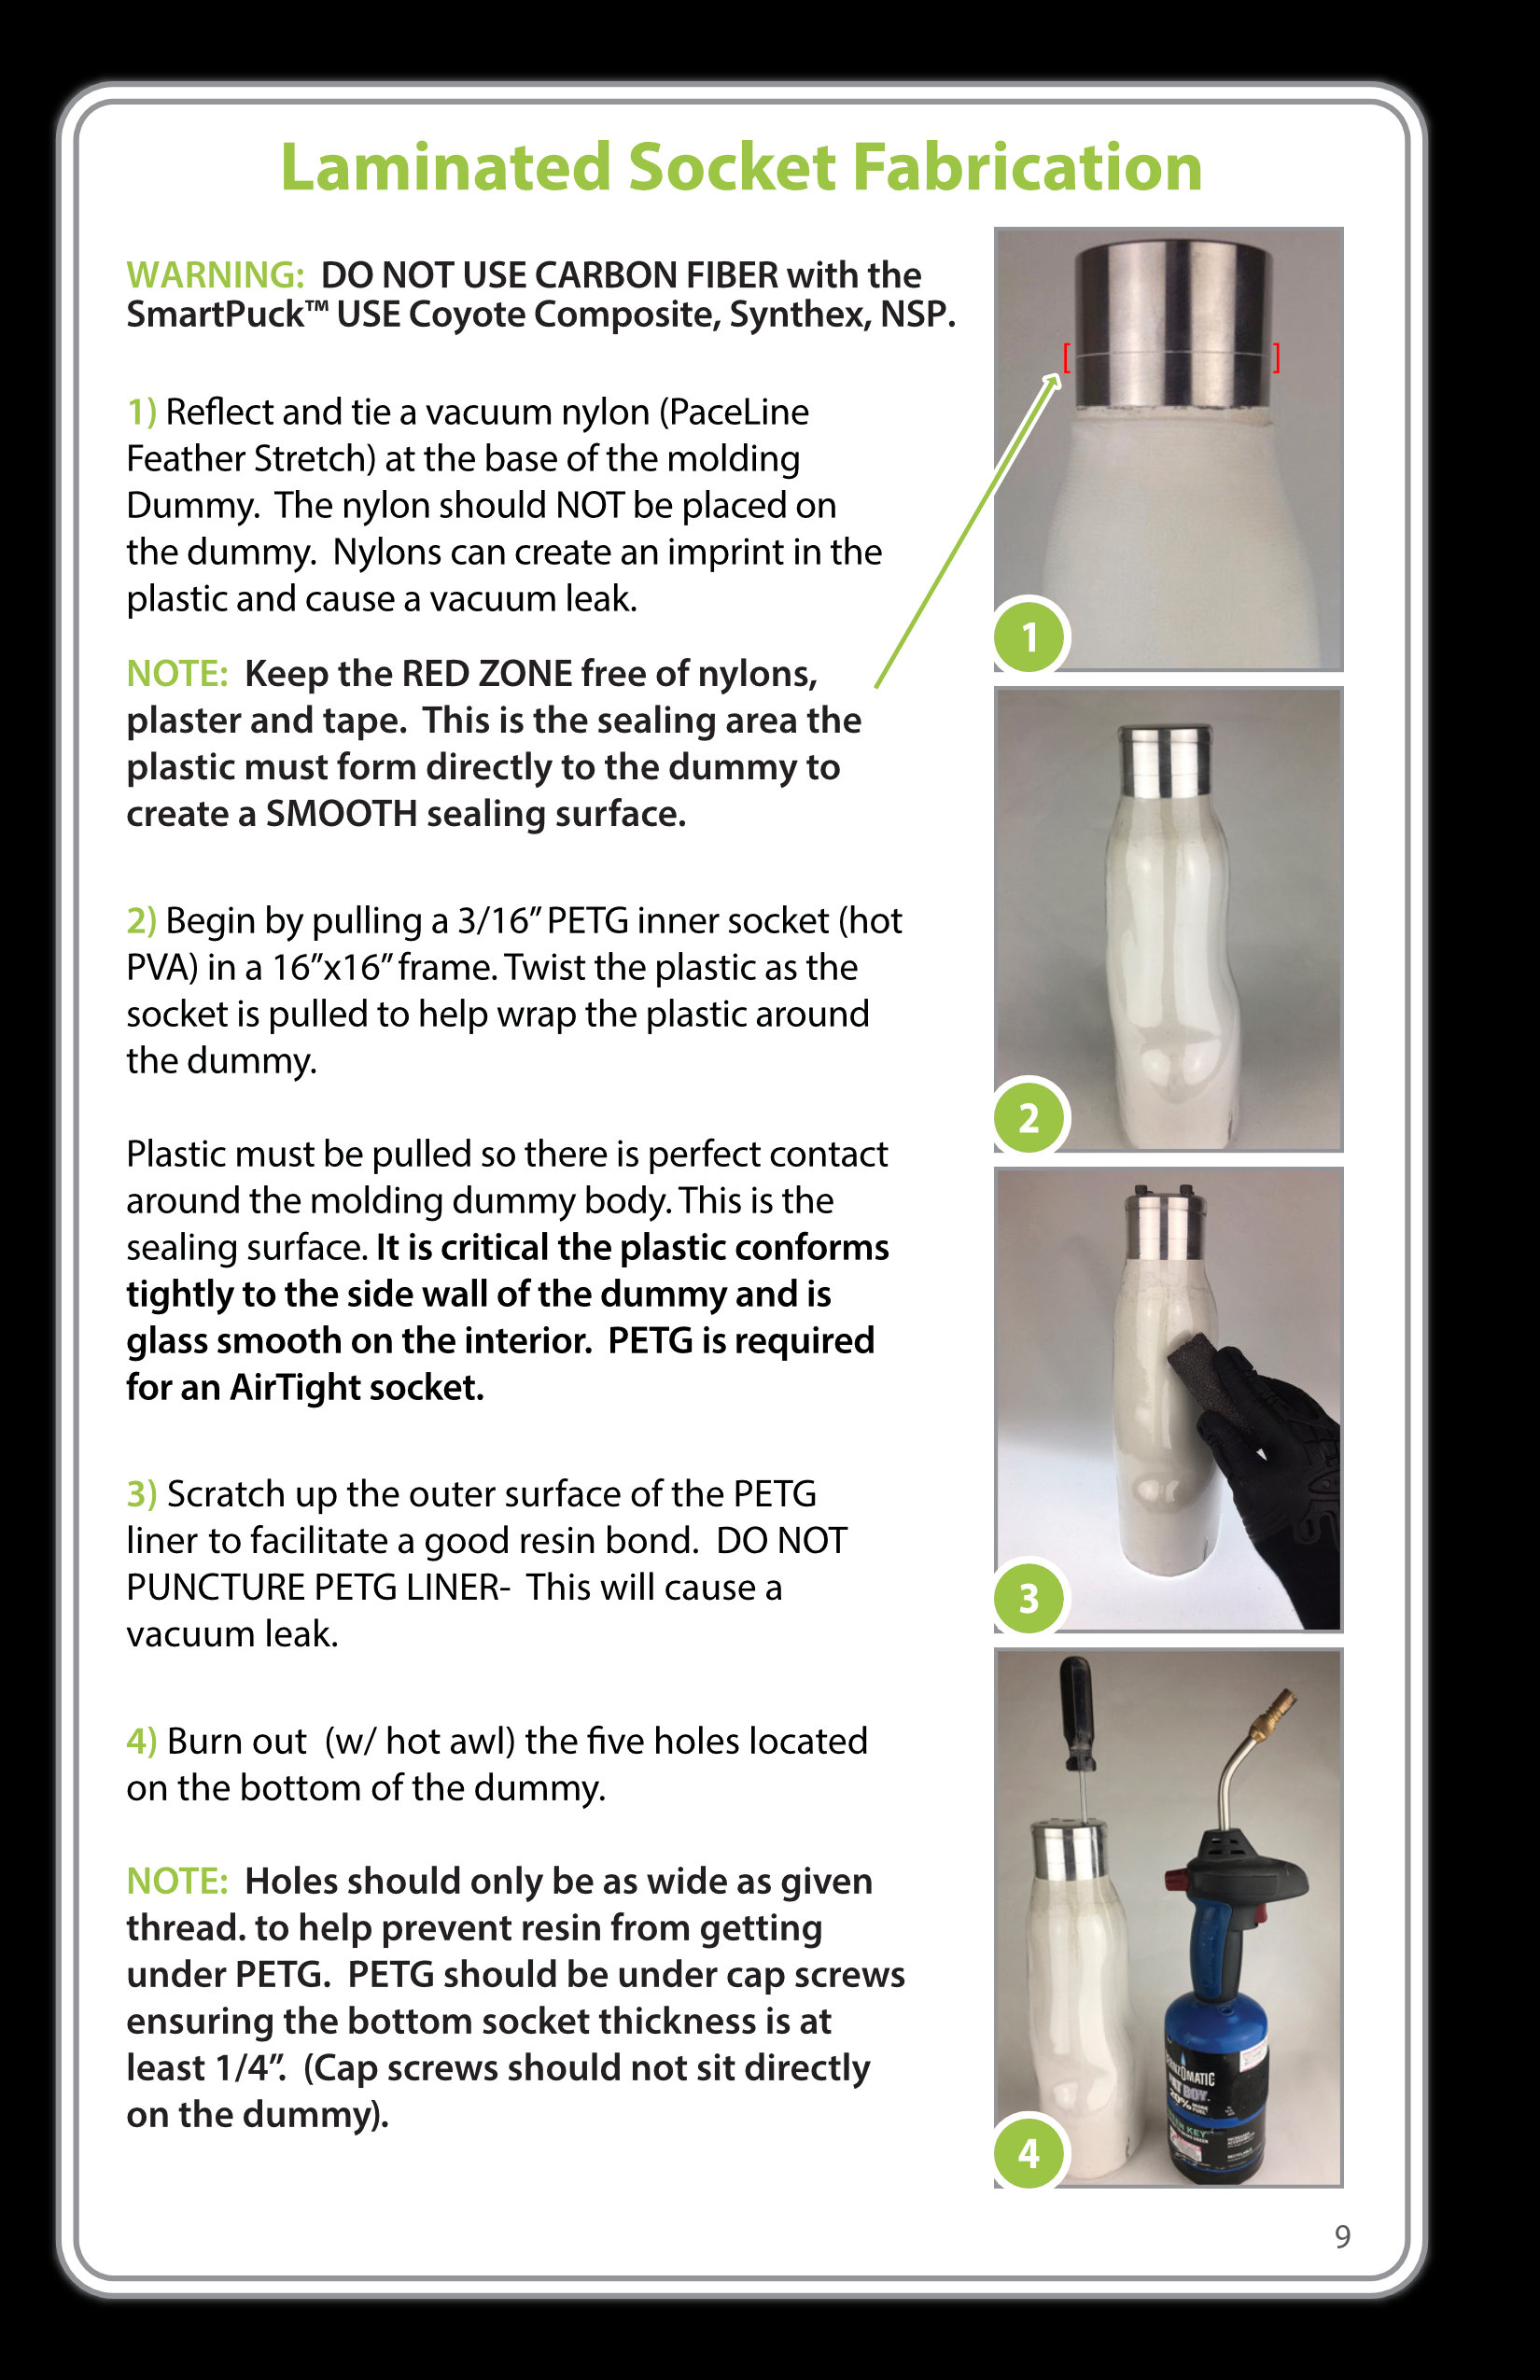 Laminated Socket Fabrication
WARNING:  DO NOT USE CARBON FIBER with the
SmartPuck™ USE Coyote Composite, Synthex, NSP.
1) Reflect and tie a vacuum nylon (PaceLine
Feather Stretch) at the base of the molding
Dummy.  The nylon should NOT be placed on
the dummy.  Nylons can create an imprint in the
plastic and cause a vacuum leak.
NOTE:  Keep the RED ZONE free of nylons,
plaster and tape.  This is the sealing area the
plastic must form directly to the dummy to
create a SMOOTH sealing surface.
[ ]
1
2) Begin by pulling a 3/16” PETG inner socket (hot
PVA) in a 16”x16” frame. Twist the plastic as the
socket is pulled to help wrap the plastic around
the dummy.
2
Plastic must be pulled so there is perfect contact
around the molding dummy body. This is the
sealing surface. It is critical the plastic conforms
tightly to the side wall of the dummy and is
glass smooth on the interior.  PETG is required
for an AirTight socket.
3) Scratch up the outer surface of the PETG
liner to facilitate a good resin bond.  DO NOT
PUNCTURE PETG LINER-  This will cause a
vacuum leak.
3
4) Burn out  (w/ hot awl) the five holes located
on the bottom of the dummy.
NOTE:  Holes should only be as wide as given
thread. to help prevent resin from getting
under PETG.  PETG should be under cap screws
ensuring the bottom socket thickness is at
least 1/4”.  (Cap screws should not sit directly
on the dummy).
BOY
20%
KEY
4
9